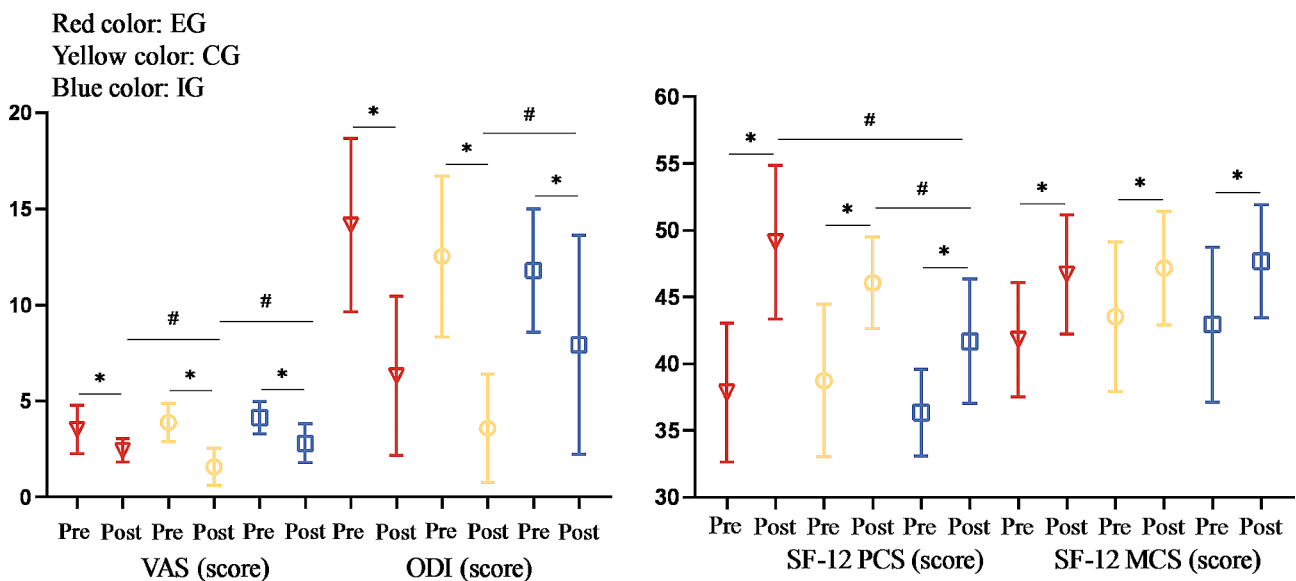 Red color: EG
Yellow color: CG
Blue color: IG
20
15
10
5
0
* # * # * * # * *
Pre Post Pre Post Pre Post Pre Post Pre Post Pre Post
VAS (score) ODI (score)
60
55
50
45
40
35
30
* # * # * * * *
Pre Post Pre Post Pre Post Pre Post Pre Post Pre Post
SF-12 PCS (score) SF-12 MCS (score)